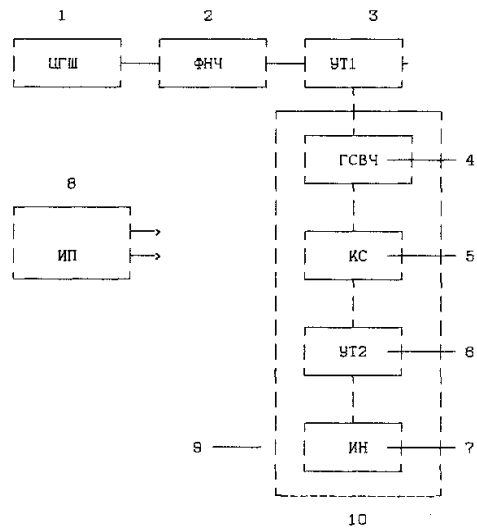 1 2 3
ЦГШ ФНЧ УТ1
ГСВЧ 4
8
ИП КС 5
УТ2 6
9 ИН 7
10